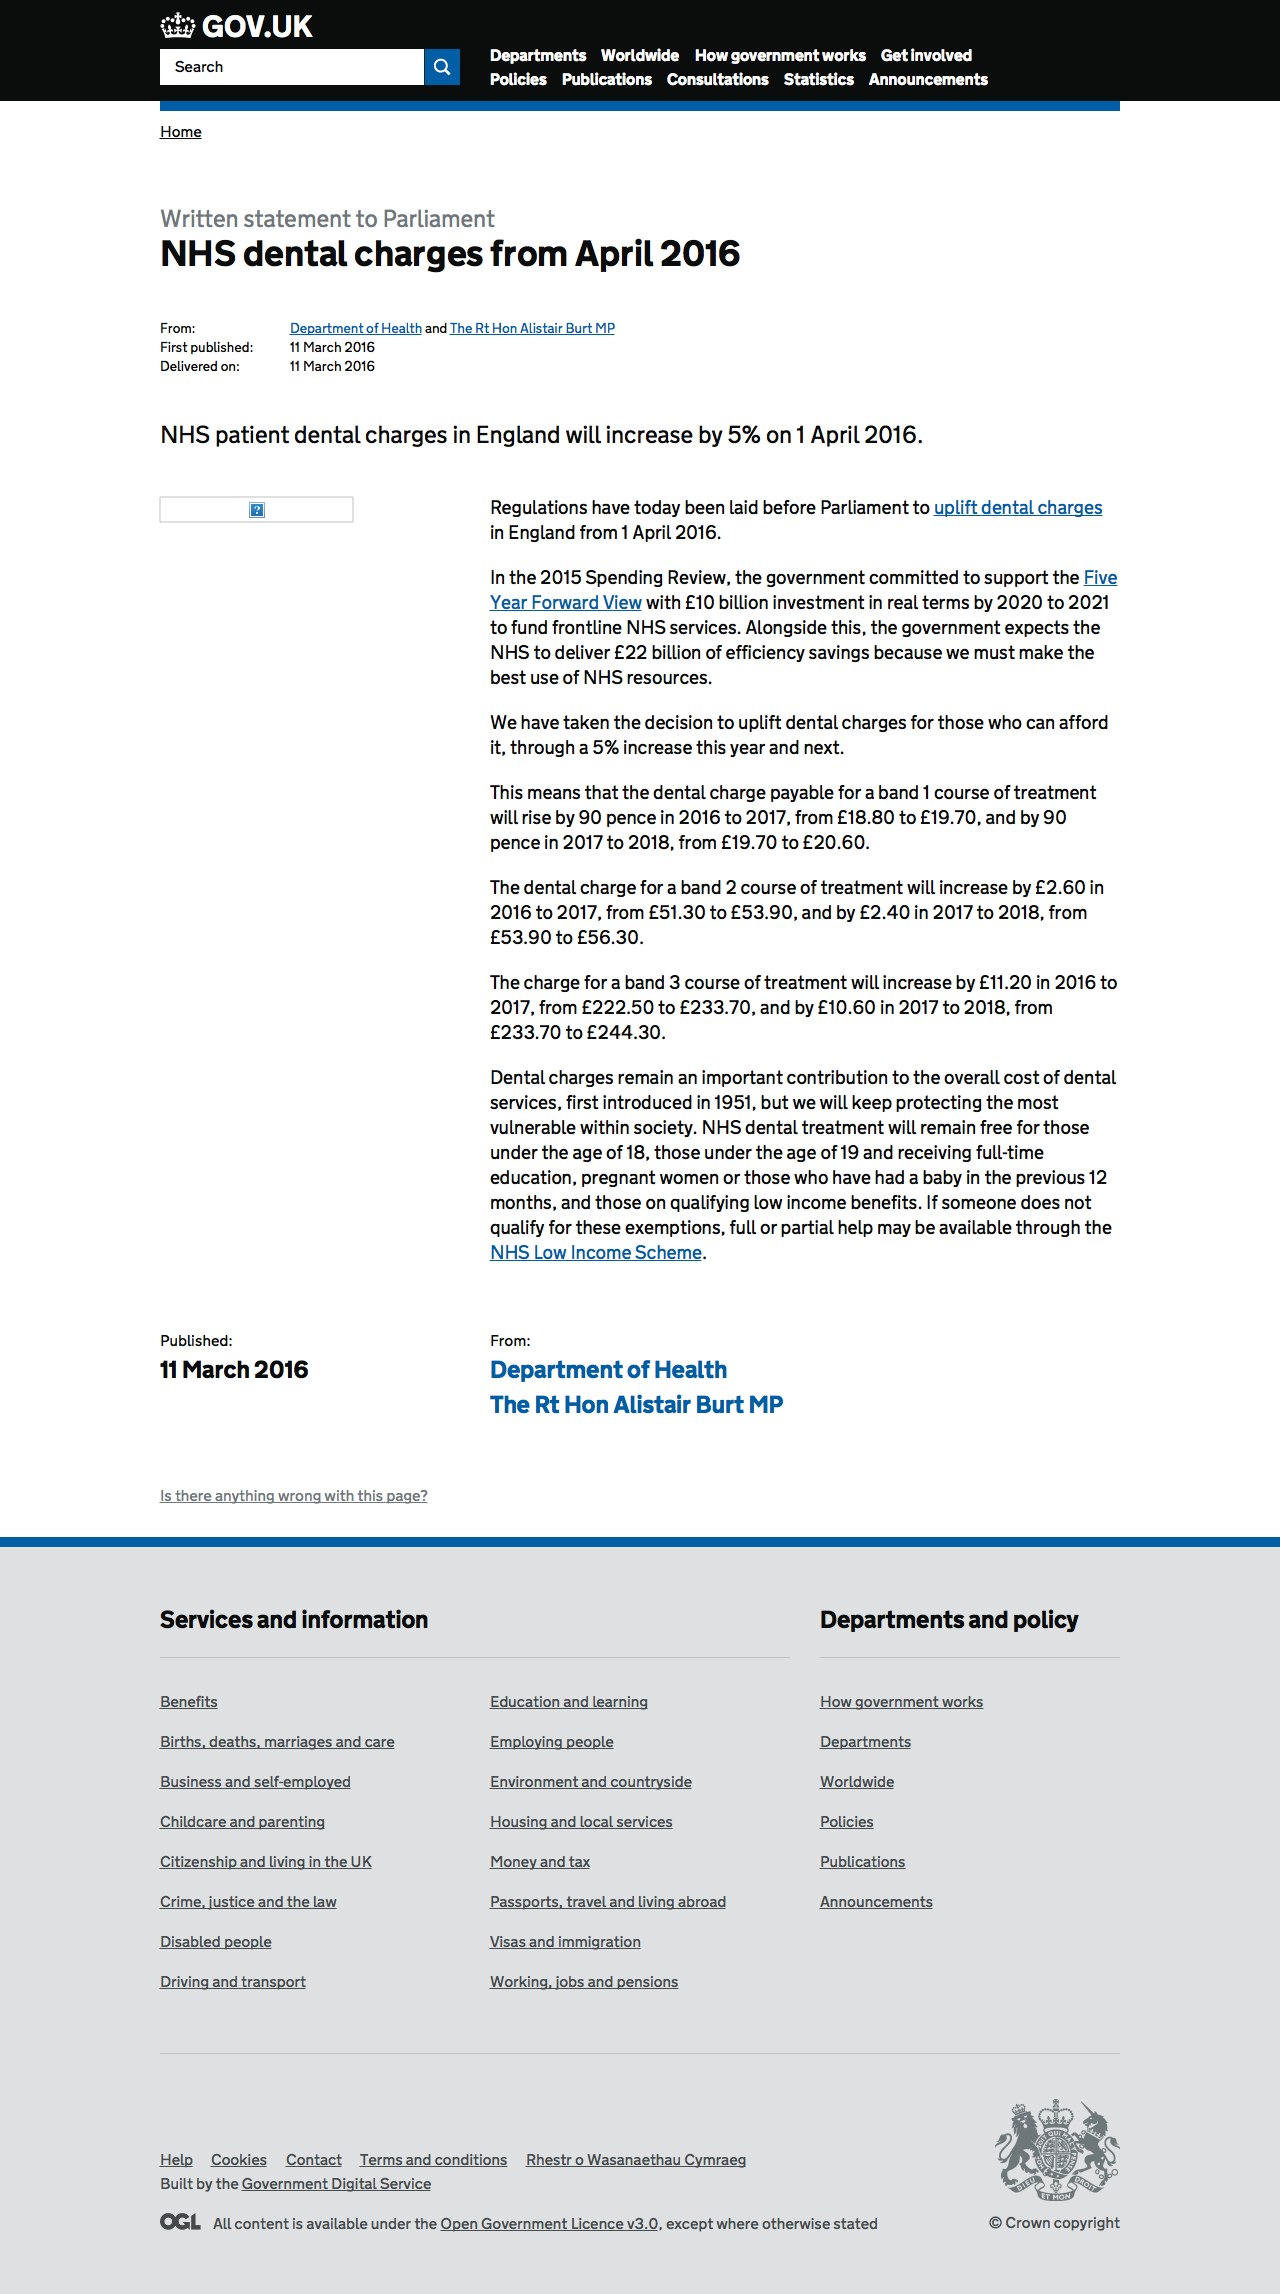 GOV.UK
Search
Departments Worldwide How government works Get involved
Policies Publications Consultations Statistics Announcements
Home
Written statement to Parliament
NHS dental charges from April 2016
From: Department of Health and The Rt Hon Alistair Burt MP
First published: 11 March 2016
Delivered on: 11 March 2016
NHS patient dental charges in England will increase by 5% on 1 April 2016.
Regulations have today been laid before Parliament to uplift dental charges
in England from 1 April 2016.
In the 2015 Spending Review, the government committed to support the Five
Year Forward View with £10 billion investment in real terms by 2020 to 2021
to fund frontline NHS services. Alongside this, the government expects the
NHS to deliver £22 billion of efficiency savings because we must make the
best use of NHS resources.
We have taken the decision to uplift dental charges for those who can afford
it, through a 5% increase this year and next.
This means that the dental charge payable for a band 1 course of treatment
will rise by 90 pence in 2016 to 2017, from £18.80 to £19.70, and by 90
pence in 2017 to 2018, from £19.70 to £20.60.
The dental charge for a band 2 course of treatment will increase by £2.60 in
2016 to 2017, from £51.30 to £53.90, and by £2.40 in 2017 to 2018, from
£53.90 to £56.30.
The charge for a band 3 course of treatment will increase by £11.20 in 2016 to
2017, from £222.50 to £233.70, and by £10.60 in 2017 to 2018, from
£233.70 to £244.30.
Dental charges remain an important contribution to the overall cost of dental
services, first introduced in 1951, but we will keep protecting the most
vulnerable within society. NHS dental treatment will remain free for those
under the age of 18, those under the age of 19 and receiving full-time
education, pregnant women or those who have had a baby in the previous 12
months, and those on qualifying low income benefits. If someone does not
qualify for these exemptions, full or partial help may be available through the
NHS Low Income Scheme.
Published:
11 March 2016
From:
Department of Health
The Rt Hon Alistair Burt MP
Is there anything wrong with this page?
Services and information
Benefits
Births, deaths, marriages and care
Business and self-employed
Childcare and parenting
Citizenship and living in the UK
Crime, justice and the law
Disabled people
Driving and transport
Education and learning
Employing people
Environment and countryside
Housing and local services
Money and tax
Passports, travel and living abroad
Visas and immigration
Working, jobs and pensions
Departments and policy
How government works
Departments
Worldwide
Policies
Publications
Announcements
Help Cookies Contact Terms and conditions Rhestr o Wasanaethau Cymraeg
Built by the Government Digital Service
OGL All content is available under the Open Government Licence v3.0, except where otherwise stated
© Crown copyright